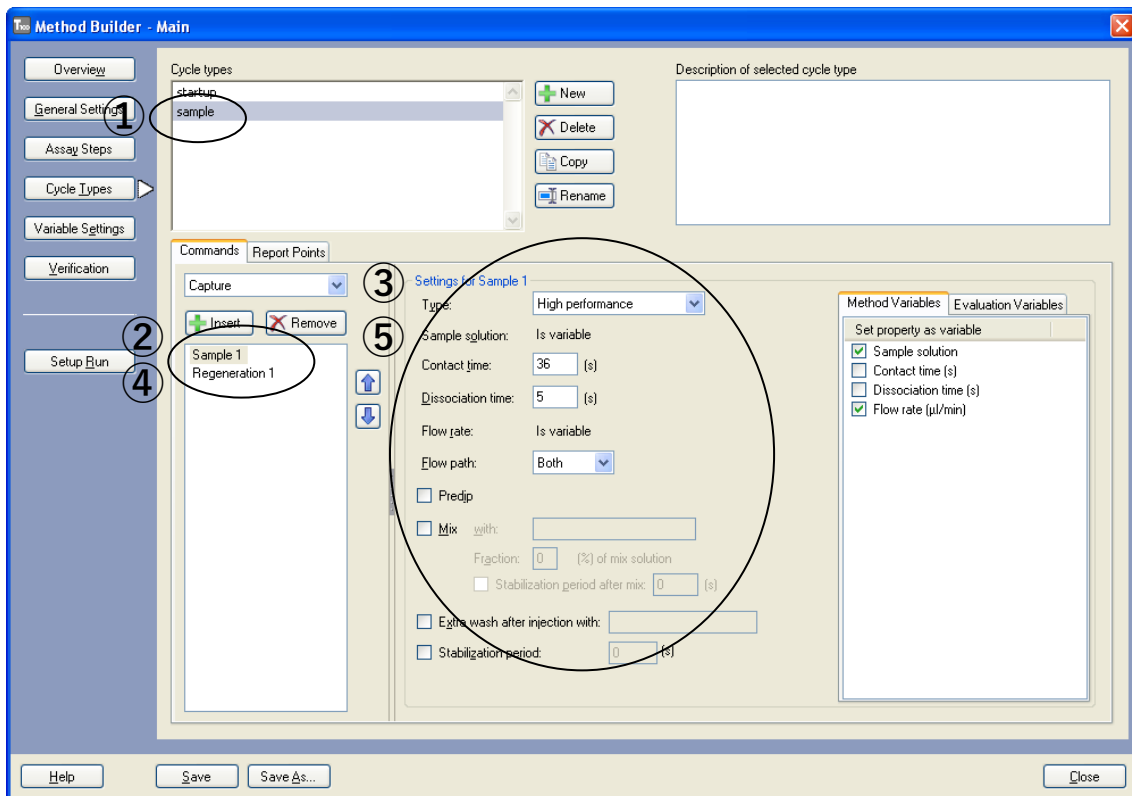 T100 Method Builder - Main
Overview
General Settings
Assay Steps
Cycle Types
Variable Settings
Verification
Setup Run
Cycle types
startup
① sample
New
Delete
Copy
Rename
Description of selected cycle type
Commands Report Points
Capture
Insert Remove
② Sample 1
④ Regeneration 1
③ Settings for Sample 1
Type: High performance
⑤ Sample solution: Is variable
Contact time: 36 (s)
Dissociation time: 5 (s)
Flow rate: Is variable
Flow path: Both
Predip
Mix with:
Fraction: 0 (%) of mix solution
Stabilization period after mix: 0 (s)
Extra wash after injection with:
Stabilization period: 0 (s)
Method Variables Evaluation Variables
Set property as variable
Sample solution
Contact time (s)
Dissociation time (s)
Flow rate (µl/min)
Help Save Save As... Close